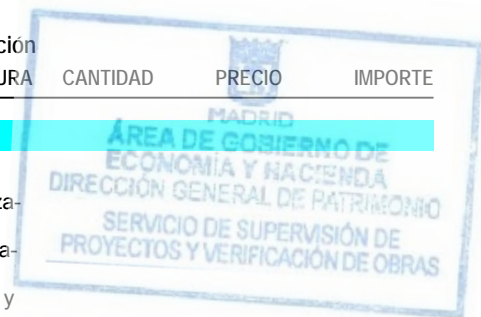 ción
URA CANTIDAD PRECIO IMPORTE
MADRID
ÁREA DE GOBIERNO DE
ECONOMÍA Y HACIENDA
DIRECCIÓN GENERAL DE PATRIMONIO
za-
SERVICIO DE SUPERVISIÓN DE
PROYECTOS Y VERIFICACIÓN DE OBRAS
a-
y